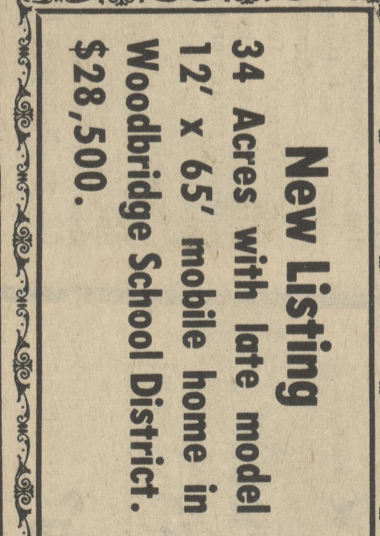 New Listing
34 Acres with late model
12' x 65' mobile home in
Woodbridge School District.
$28,500.